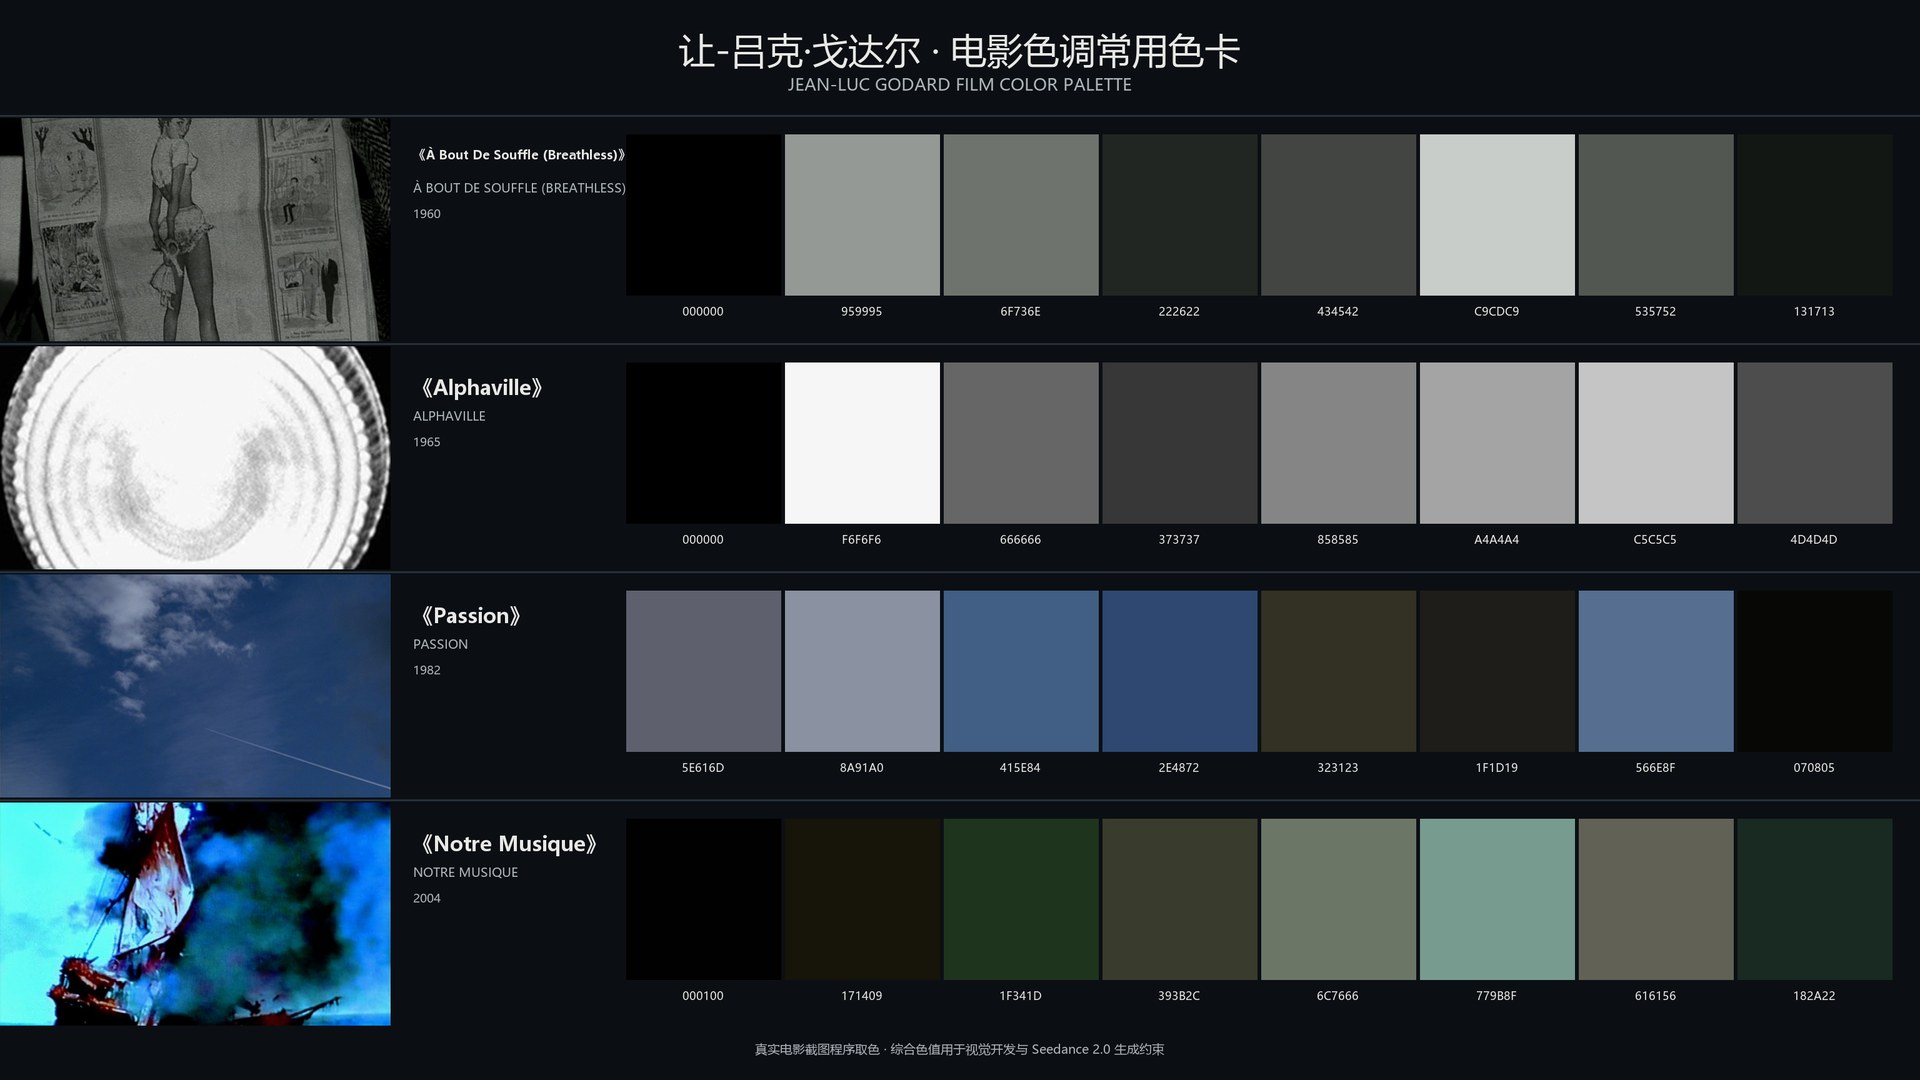 让-吕克·戈达尔 · 电影色调常用色卡
JEAN-LUC GODARD FILM COLOR PALETTE
《À Bout De Souffle (Breathless)》
À BOUT DE SOUFFLE (BREATHLESS)
1960
000000 959995 6F736E 222622 434542 C9CDC9 535752 131713
《Alphaville》
ALPHAVILLE
1965
000000 F6F6F6 666666 373737 858585 A4A4A4 C5C5C5 4D4D4D
《Passion》
PASSION
1982
5E616D 8A91A0 415E84 2E4872 323123 1F1D19 566E8F 070805
《Notre Musique》
NOTRE MUSIQUE
2004
000100 171409 1F341D 393B2C 6C7666 779B8F 616156 182A22
真实电影截图程序取色 · 综合色值用于视觉开发与 Seedance 2.0 生成约束